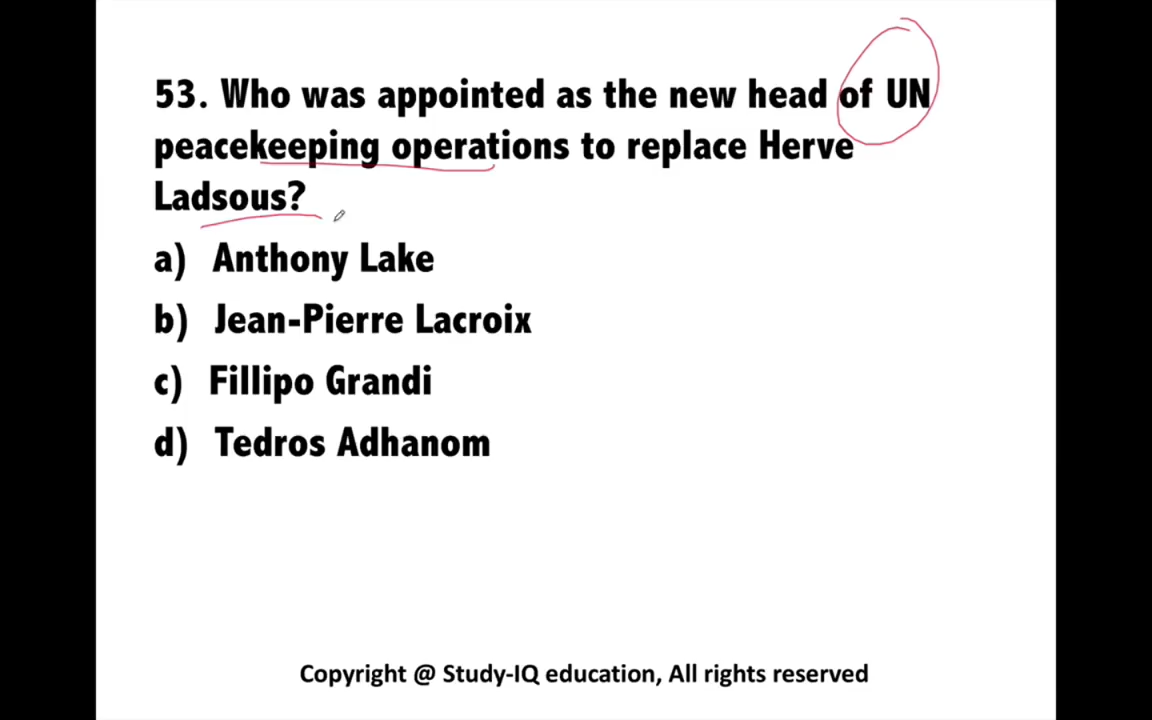 53. Who was appointed as the new head of UN
peacekeeping operations to replace Herve
Ladsous?
a) Anthony Lake
b) Jean-Pierre Lacroix
c) Fillipo Grandi
d) Tedros Adhanom
Copyright @ Study-IQ education, All rights reserved